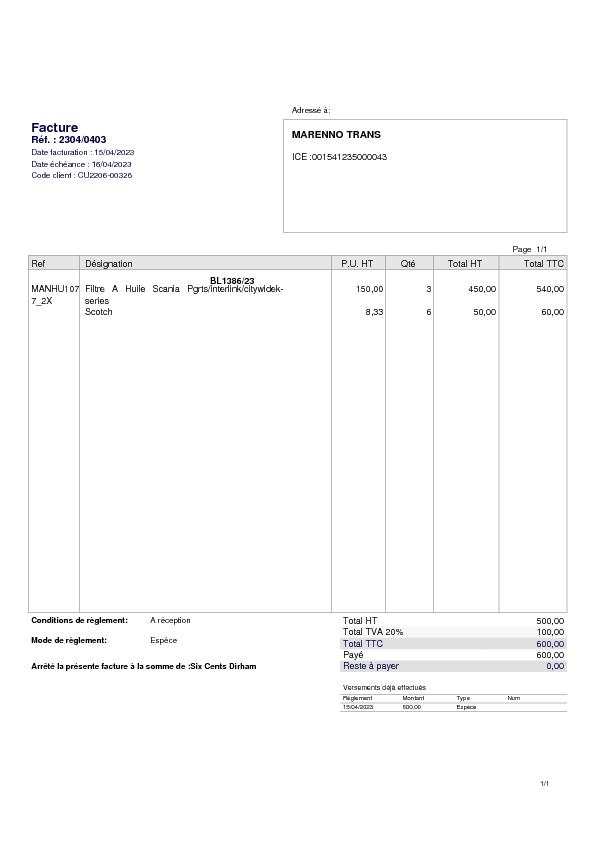 Adressé à:
Facture
Réf. : 2304/0403
Date facturation : 15/04/2023
Date échéance : 16/04/2023
Code client : CU2206-00326
MARENNO TRANS
ICE :001541235000043
Page 1/1
Ref Désignation P.U. HT Qté Total HT Total TTC
BL1386/23
MANHU107 Filtre A Huile Scania Pgrts/interlink/citywidek- 150,00 3 450,00 540,00
7_2X series
Scotch 8,33 6 50,00 60,00
Conditions de règlement: A réception
Mode de règlement: Espèce
Arrêté la présente facture à la somme de :Six Cents Dirham
Total HT 500,00
Total TVA 20% 100,00
Total TTC 600,00
Payé 600,00
Reste à payer 0,00
Versements déjà effectués
Règlement Montant Type Num
15/04/2023 600,00 Espèce
1/1